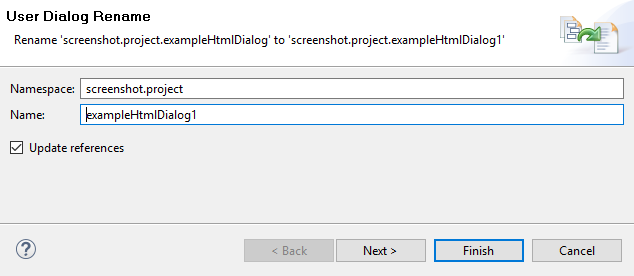 User Dialog Rename
Rename 'screenshot.project.exampleHtmlDialog' to 'screenshot.project.exampleHtmlDialog1'
Namespace: screenshot.project
Name: exampleHtmlDialog1
Update references
? < Back Next > Finish Cancel